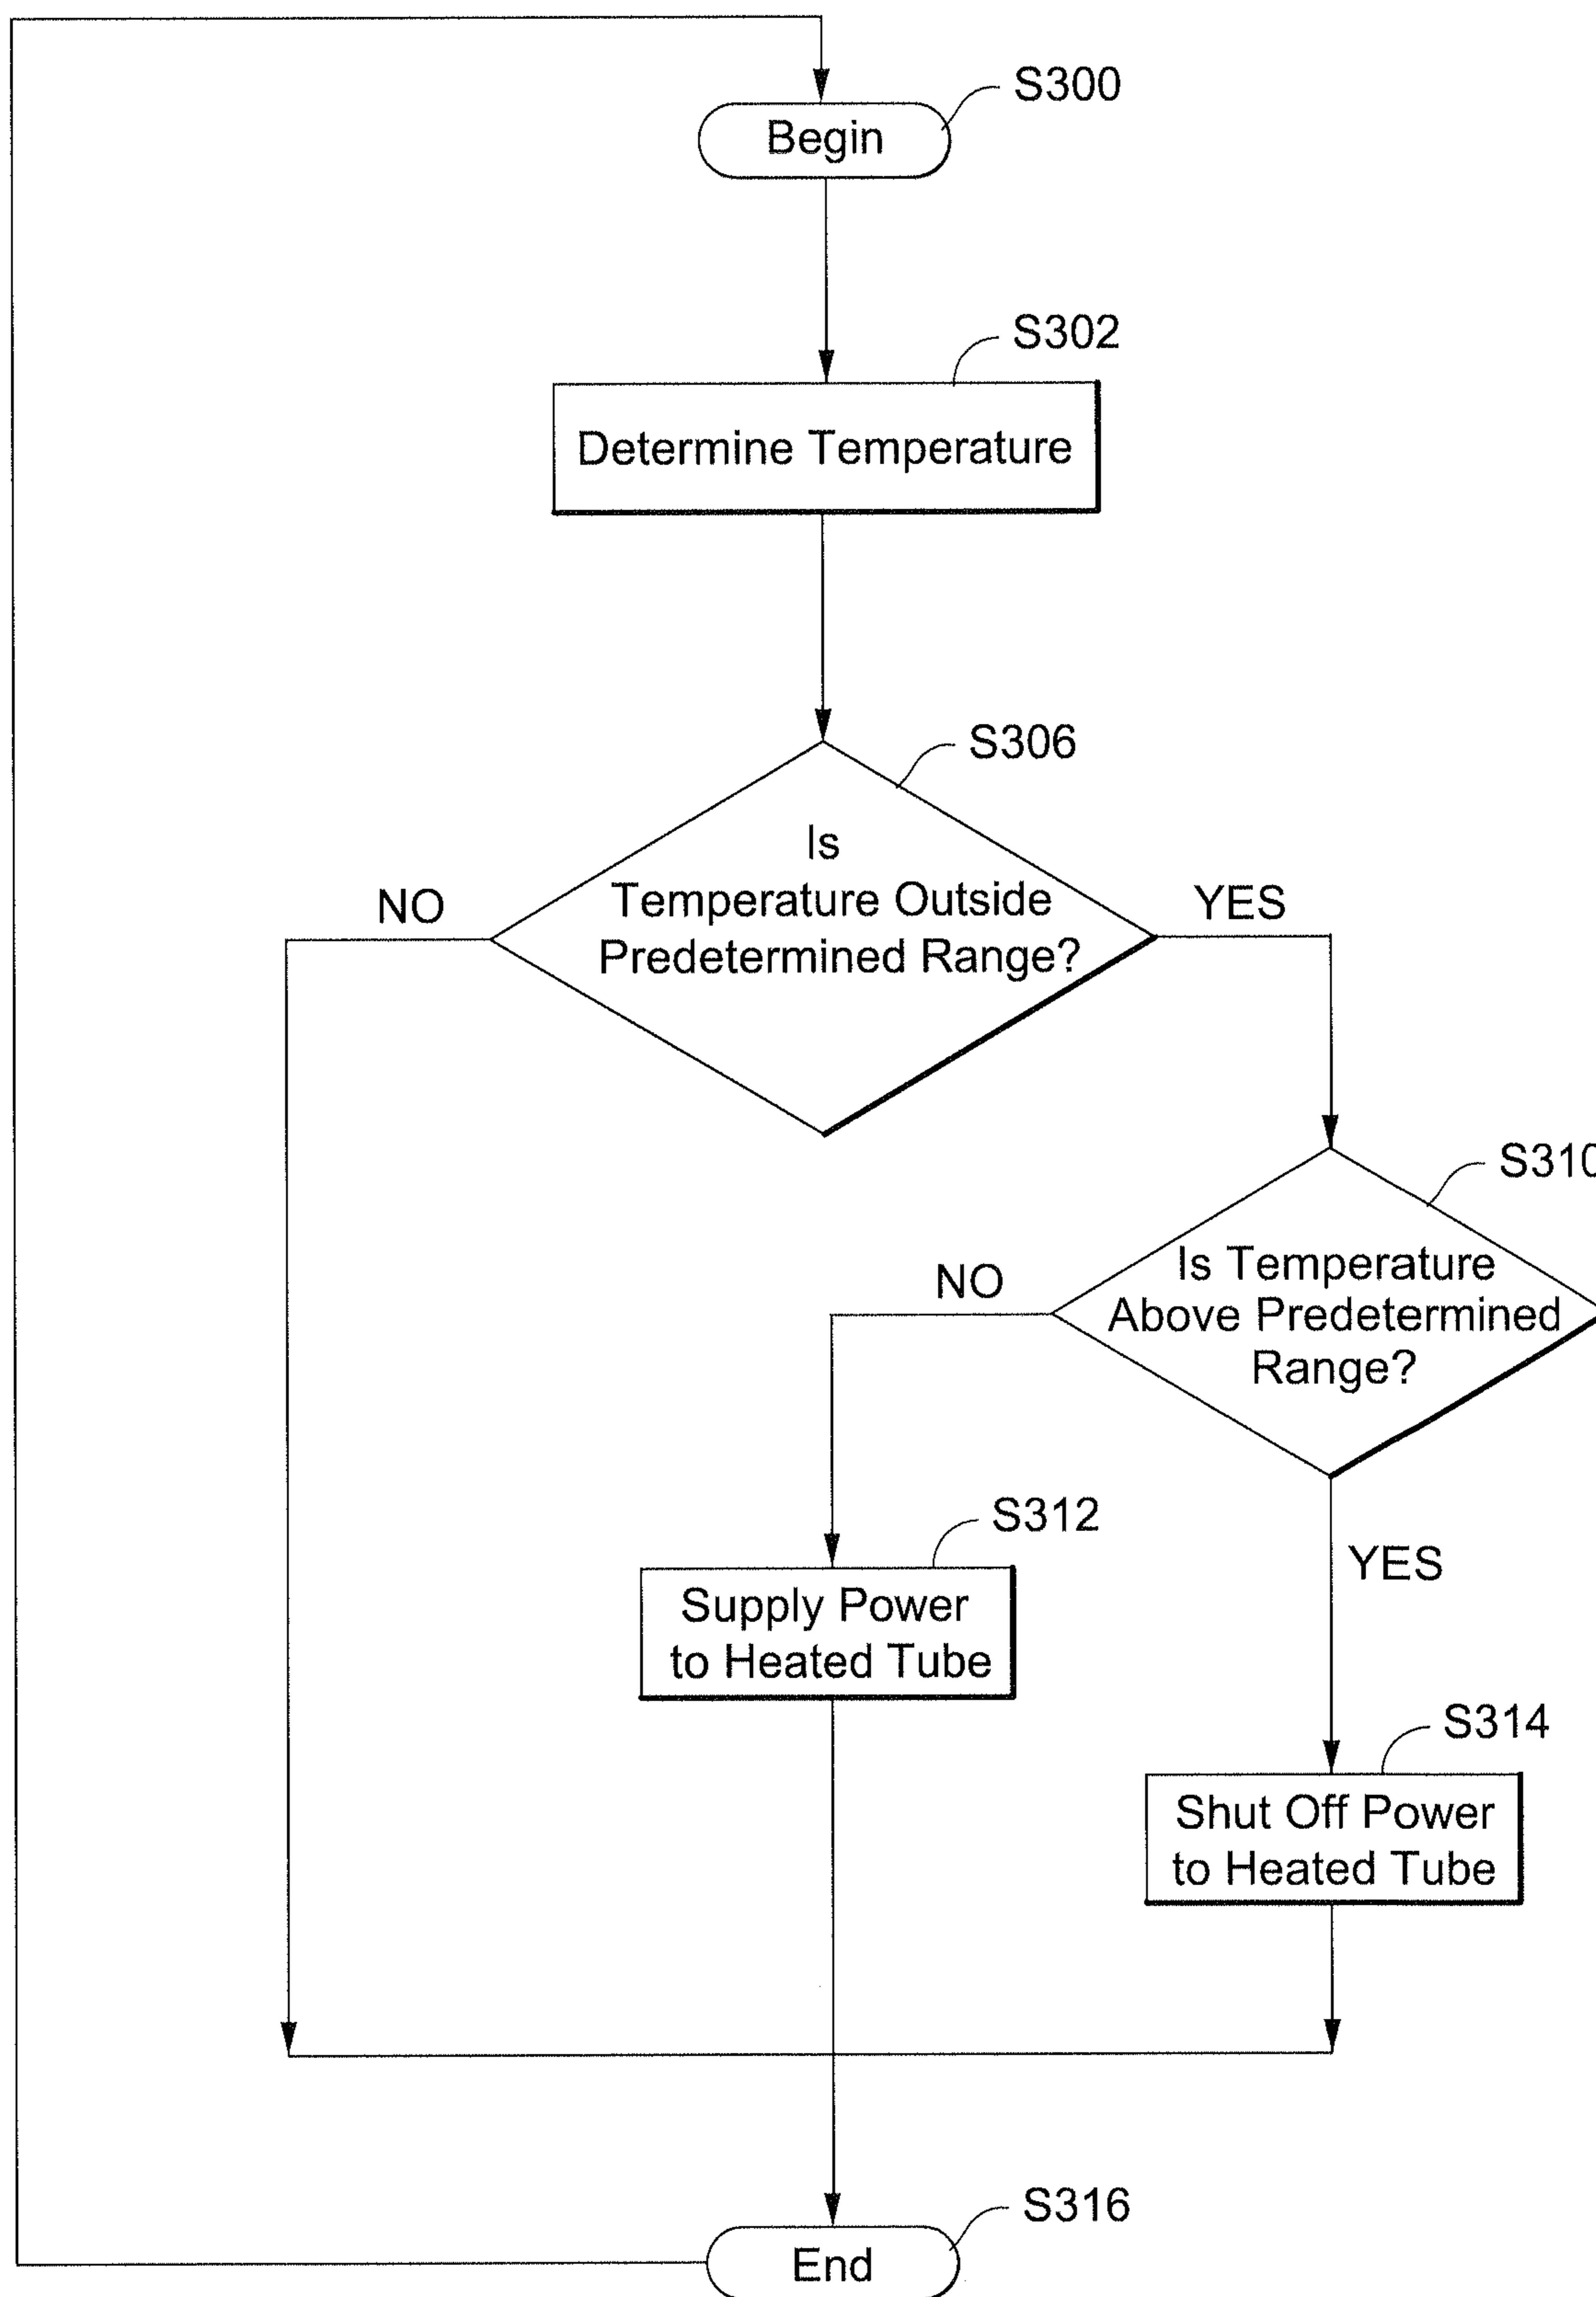 S300
Begin
S302
Determine Temperature
S306
Is
Temperature Outside
Predetermined Range?
NO
YES
S310
Is Temperature
Above Predetermined
Range?
NO
YES
S312
Supply Power
to Heated Tube
S314
Shut Off Power
to Heated Tube
S316
End